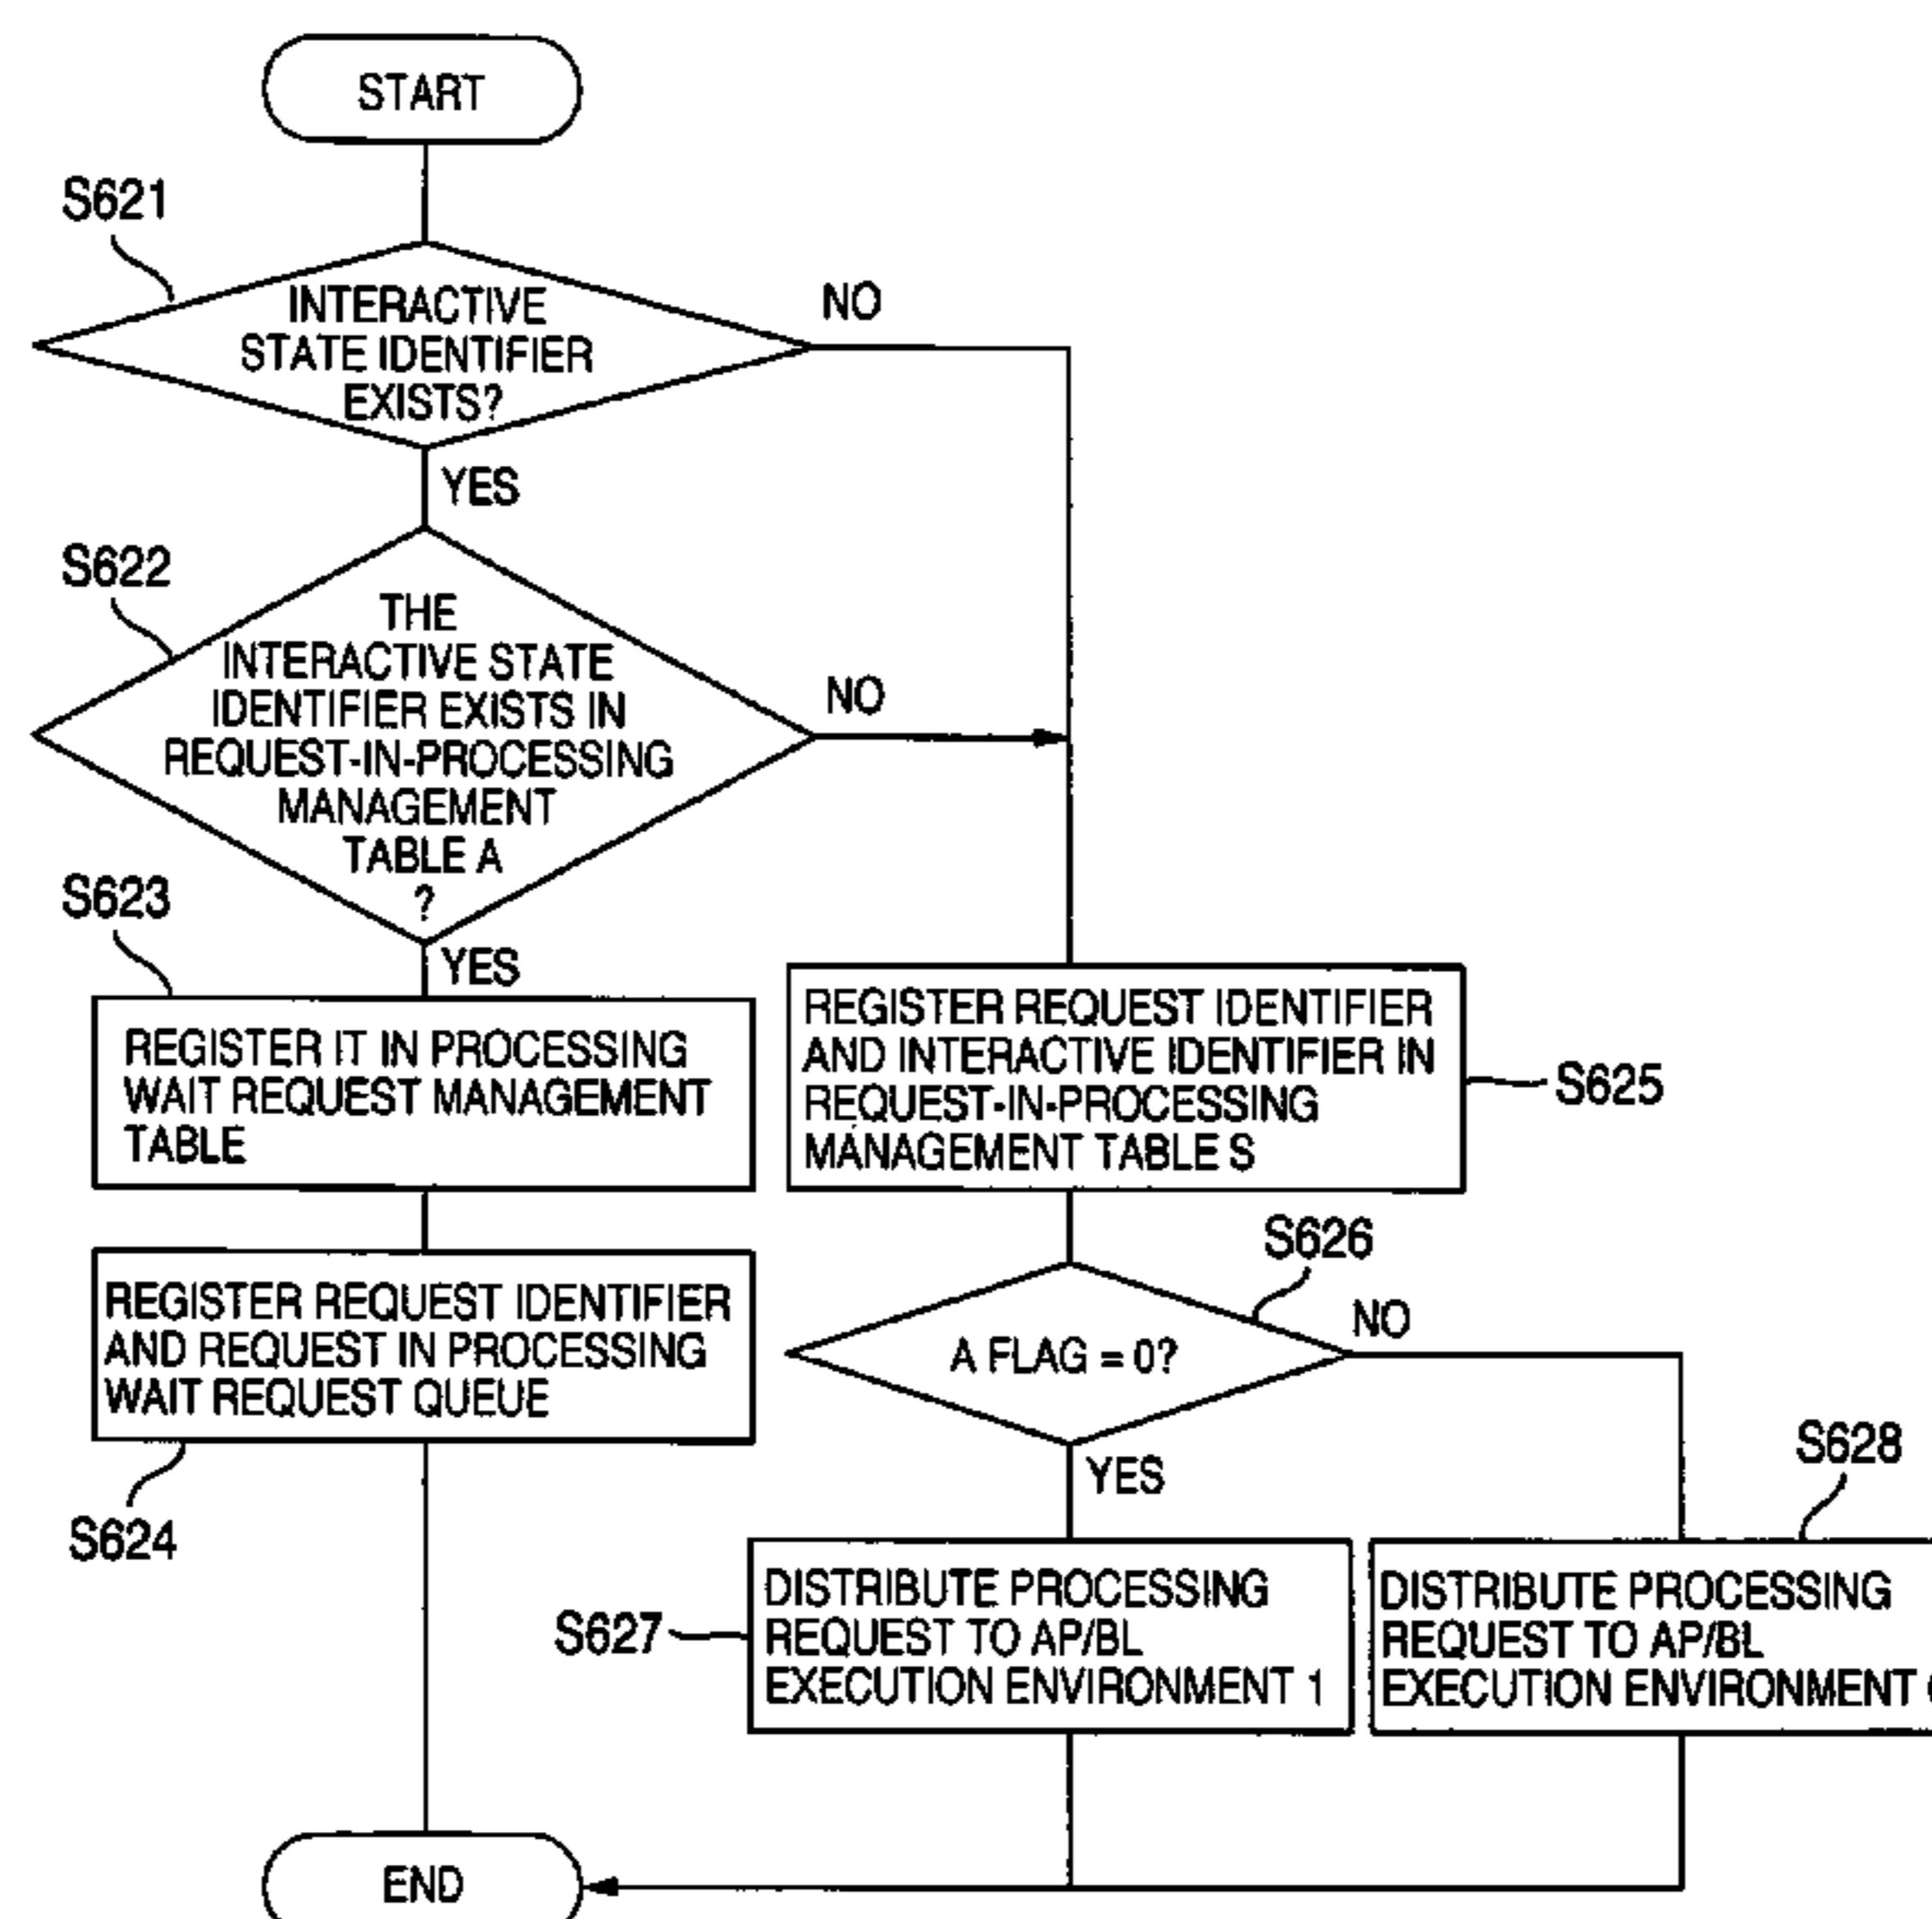 START
S621
INTERACTIVE
STATE IDENTIFIER
EXISTS?
NO
YES
S622
THE
INTERACTIVE STATE
IDENTIFIER EXISTS IN
REQUEST-IN-PROCESSING
MANAGEMENT
TABLE A
?
NO
YES
S623
REGISTER IT IN PROCESSING
WAIT REQUEST MANAGEMENT
TABLE
REGISTER REQUEST IDENTIFIER
AND REQUEST IN PROCESSING
WAIT REQUEST QUEUE
S624
REGISTER REQUEST IDENTIFIER
AND INTERACTIVE IDENTIFIER IN
REQUEST-IN-PROCESSING
MANAGEMENT TABLE S
S625
S626
A FLAG = 0?
NO
YES
S627
DISTRIBUTE PROCESSING
REQUEST TO AP/BL
EXECUTION ENVIRONMENT 1
S628
DISTRIBUTE PROCESSING
REQUEST TO AP/BL
EXECUTION ENVIRONMENT
END